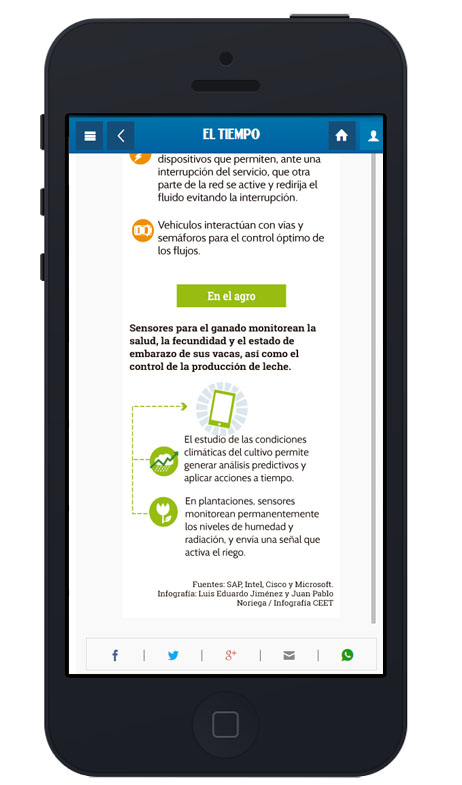 EL TIEMPO
dispositivos que permiten, ante una
interrupción del servicio, que otra
parte de la red se active y redirija el
fluido evitando la interrupción.
Vehículos interactúan con vías y
semáforos para el control óptimo de
los flujos.
En el agro
Sensores para el ganado monitorean la
salud, la fecundidad y el estado de
embarazo de sus vacas, así como el
control de la producción de leche.
El estudio de las condiciones
climáticas del cultivo permite
generar análisis predictivos y
aplicar acciones a tiempo.
En plantaciones, sensores
monitorean permanentemente
los niveles de humedad y
radiación, y envía una señal que
activa el riego.
Fuentes: SAP, Intel, Cisco y Microsoft.
Infografía: Luis Eduardo Jiménez y Juan Pablo
Noriega / Infografía CEET